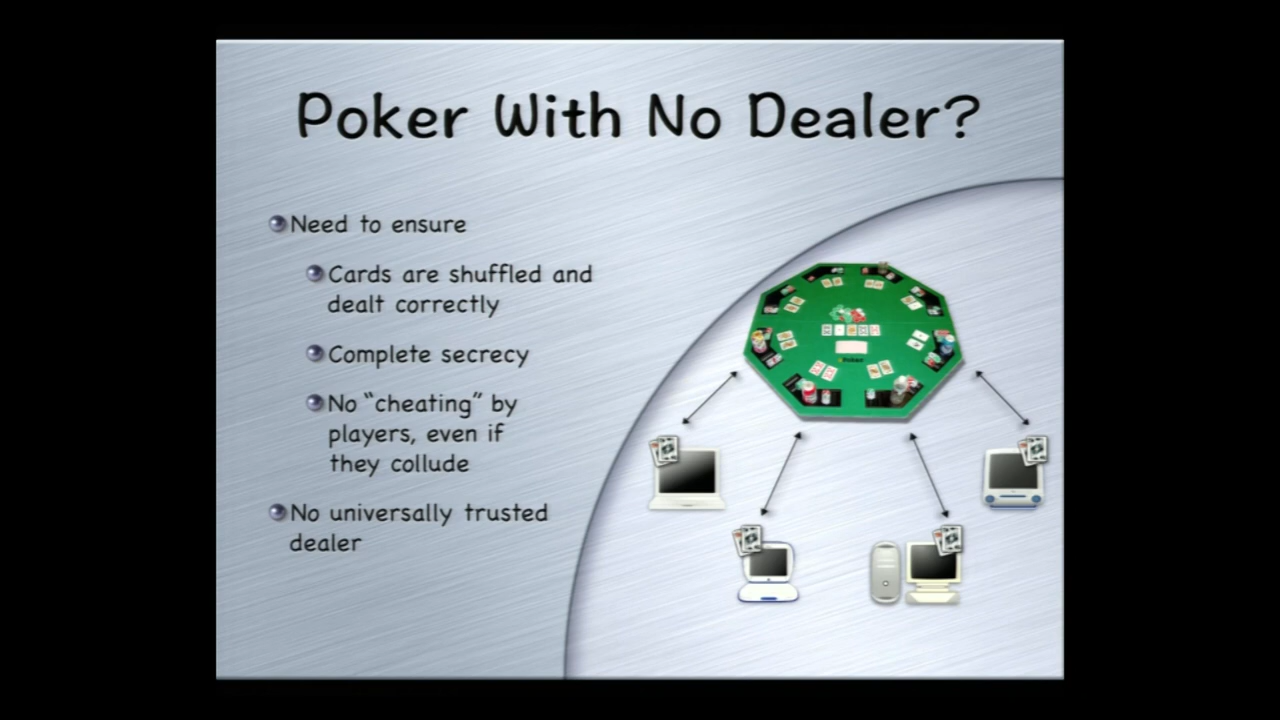 Poker With No Dealer?
Need to ensure
Cards are shuffled and
dealt correctly
Complete secrecy
No “cheating” by
players, even if
they collude
No universally trusted
dealer